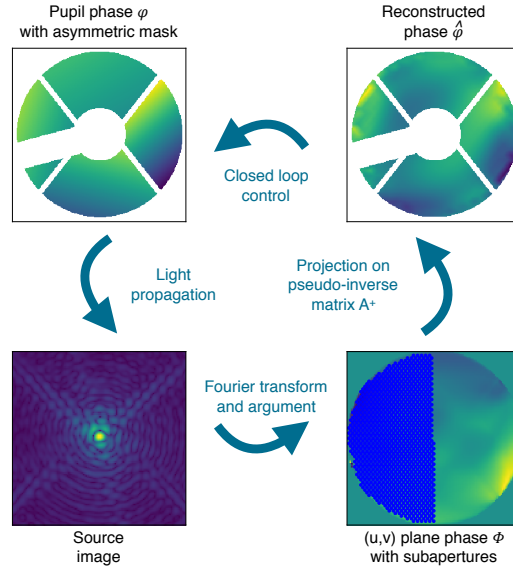 Pupil phase φ
with asymmetric mask
Reconstructed
phase φ̂
Closed loop
control
Light
propagation
Projection on
pseudo-inverse
matrix A⁺
Fourier transform
and argument
Source
image
(u,v) plane phase Φ
with subapertures